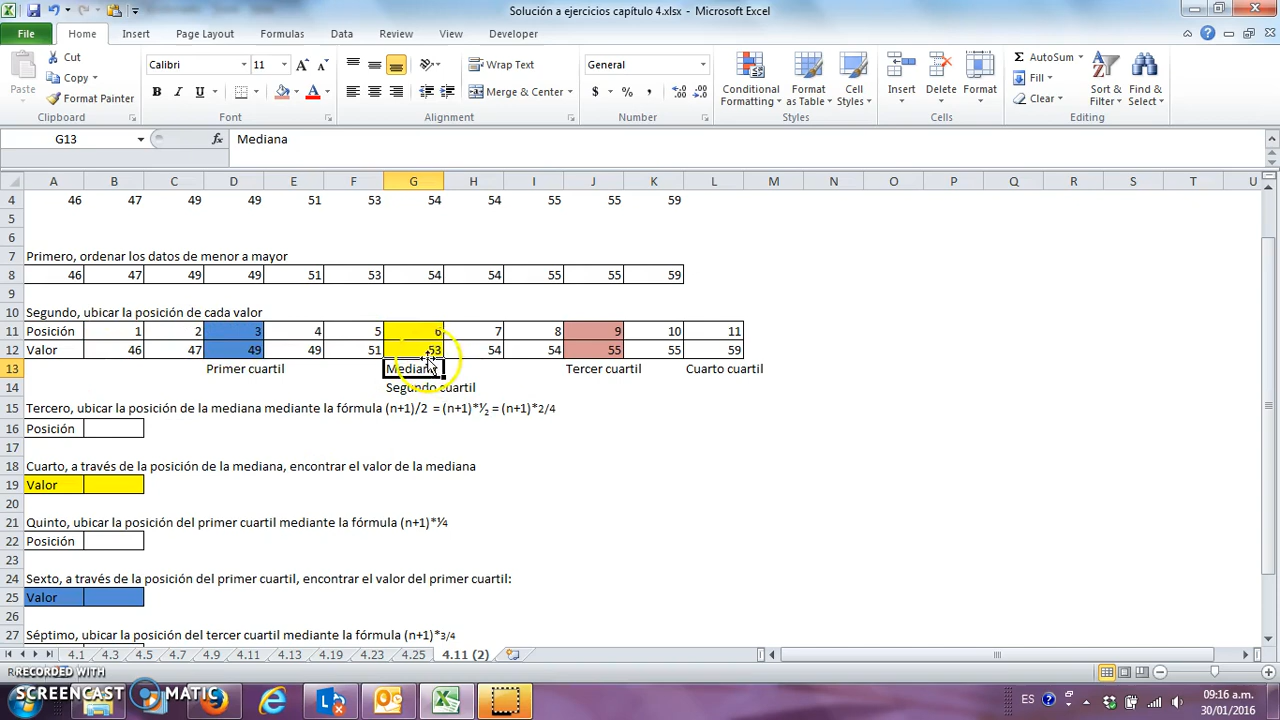 Solución a ejercicios capítulo 4.xlsx - Microsoft Excel
File Home Insert Page Layout Formulas Data Review View Developer
Cut
Copy
Format Painter
Paste
Clipboard
Calibri 11
Font
Wrap Text
Merge & Center
Alignment
General
Number
Conditional Formatting
Format as Table
Cell Styles
Styles
Insert Delete Format
Cells
AutoSum
Fill
Clear
Sort & Filter
Find & Select
Editing
G13 fx Mediana
A B C D E F G H I J K L M N O P Q R S T U
4 46 47 49 49 51 53 54 54 55 55 59
5
6
7 Primero, ordenar los datos de menor a mayor
8 46 47 49 49 51 53 54 54 55 55 59
9
10 Segundo, ubicar la posición de cada valor
11 Posición 1 2 3 4 5 6 7 8 9 10 11
12 Valor 46 47 49 49 51 53 54 54 55 55 59
13 Primer cuartil Mediana Tercer cuartil Cuarto cuartil
14 Segundo cuartil
15 Tercero, ubicar la posición de la mediana mediante la fórmula (n+1)/2 = (n+1)*½ = (n+1)*2/4
16 Posición
17
18 Cuarto, a través de la posición de la mediana, encontrar el valor de la mediana
19 Valor
20
21 Quinto, ubicar la posición del primer cuartil mediante la fórmula (n+1)*¼
22 Posición
23
24 Sexto, a través de la posición del primer cuartil, encontrar el valor del primer cuartil:
25 Valor
26
27 Séptimo, ubicar la posición del tercer cuartil mediante la fórmula (n+1)*3/4
4.1 4.3 4.5 4.7 4.9 4.11 4.13 4.19 4.23 4.25 4.11 (2)
RECORDED WITH
SCREENCAST MATIC
ES
09:16 a.m.
30/01/2016